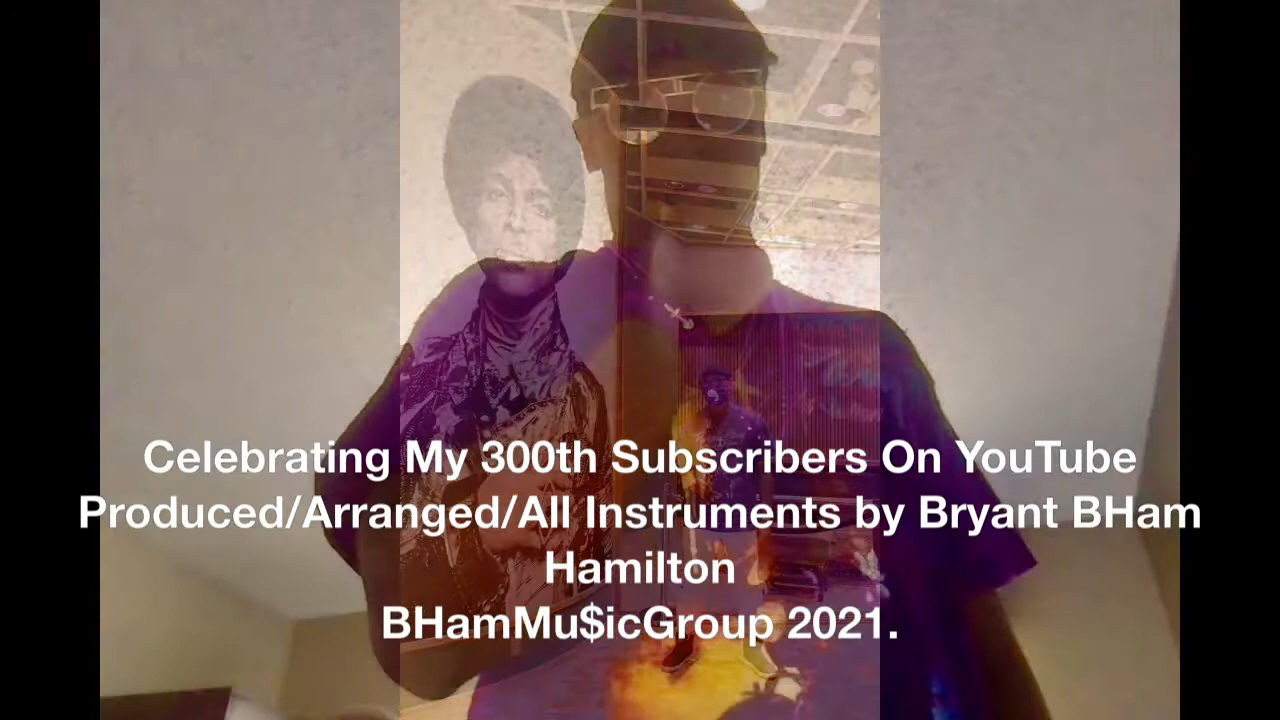 Celebrating My 300th Subscribers On YouTube
Produced/Arranged/All Instruments by Bryant BHam
Hamilton
BHamMu$icGroup 2021.